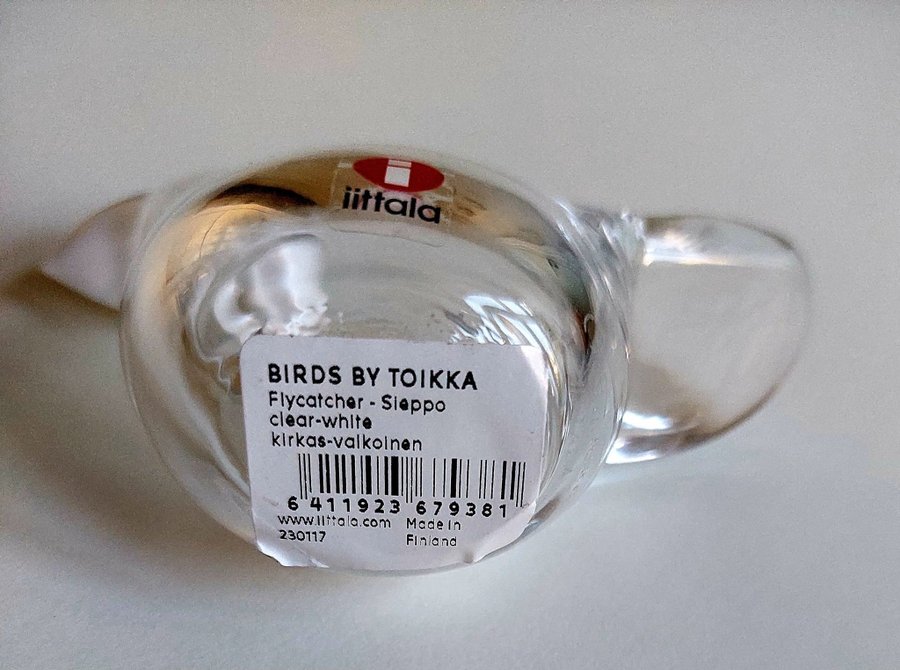 iittala
BIRDS BY TOIKKA
Flycatcher - Sieppo
clear-white
kirkas-valkoinen
6 411923 679381
www.iittala.com Made in
230117 Finland